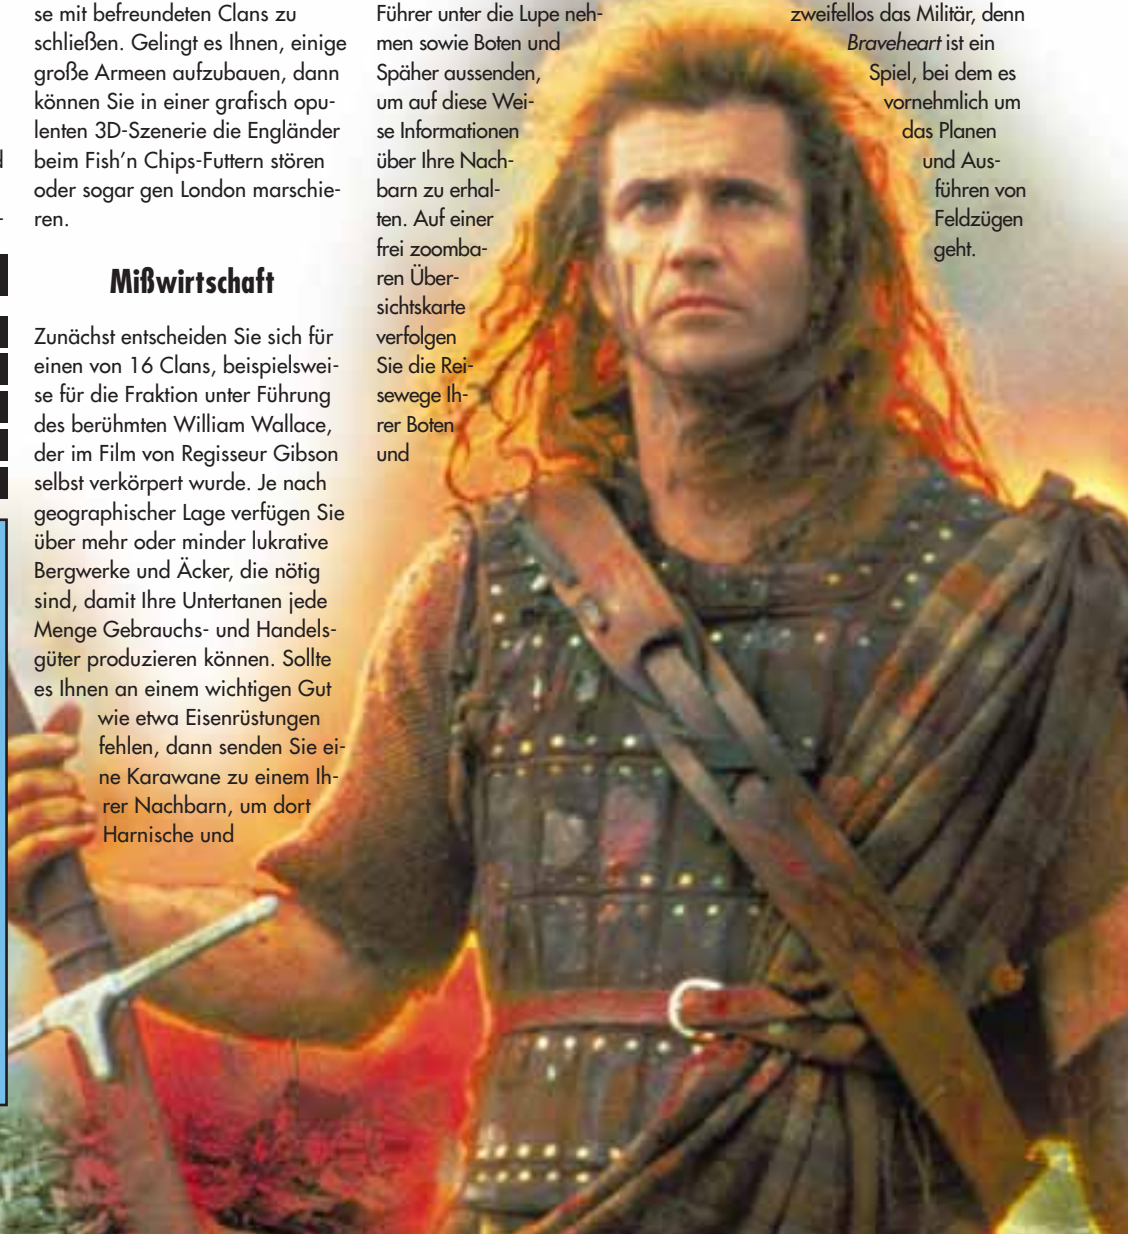 se mit befreundeten Clans zu
schließen. Gelingt es Ihnen, einige
große Armeen aufzubauen, dann
können Sie in einer grafisch opu-
lenten 3D-Szenerie die Engländer
beim Fish’n Chips-Futtern stören
oder sogar gen London marschie-
ren.
Mißwirtschaft
Zunächst entscheiden Sie sich für
einen von 16 Clans, beispielswei-
se für die Fraktion unter Führung
des berühmten William Wallace,
der im Film von Regisseur Gibson
selbst verkörpert wurde. Je nach
geographischer Lage verfügen Sie
über mehr oder minder lukrative
Bergwerke und Äcker, die nötig
sind, damit Ihre Untertanen jede
Menge Gebrauchs- und Handels-
güter produzieren können. Sollte
es Ihnen an einem wichtigen Gut
wie etwa Eisenrüstungen
fehlen, dann senden Sie ei-
ne Karawane zu einem Ih-
rer Nachbarn, um dort
Harnische und
Führer unter die Lupe neh-
men sowie Boten und
Späher aussenden,
um auf diese Wei-
se Informationen
über Ihre Nach-
barn zu erhal-
ten. Auf einer
frei zoomba-
ren Über-
sichtskarte
verfolgen
Sie die Rei-
sewege Ih-
rer Boten
und
zweifellos das Militär, denn
Braveheart ist ein
Spiel, bei dem es
vornehmlich um
das Planen
und Aus-
führen von
Feldzügen
geht.